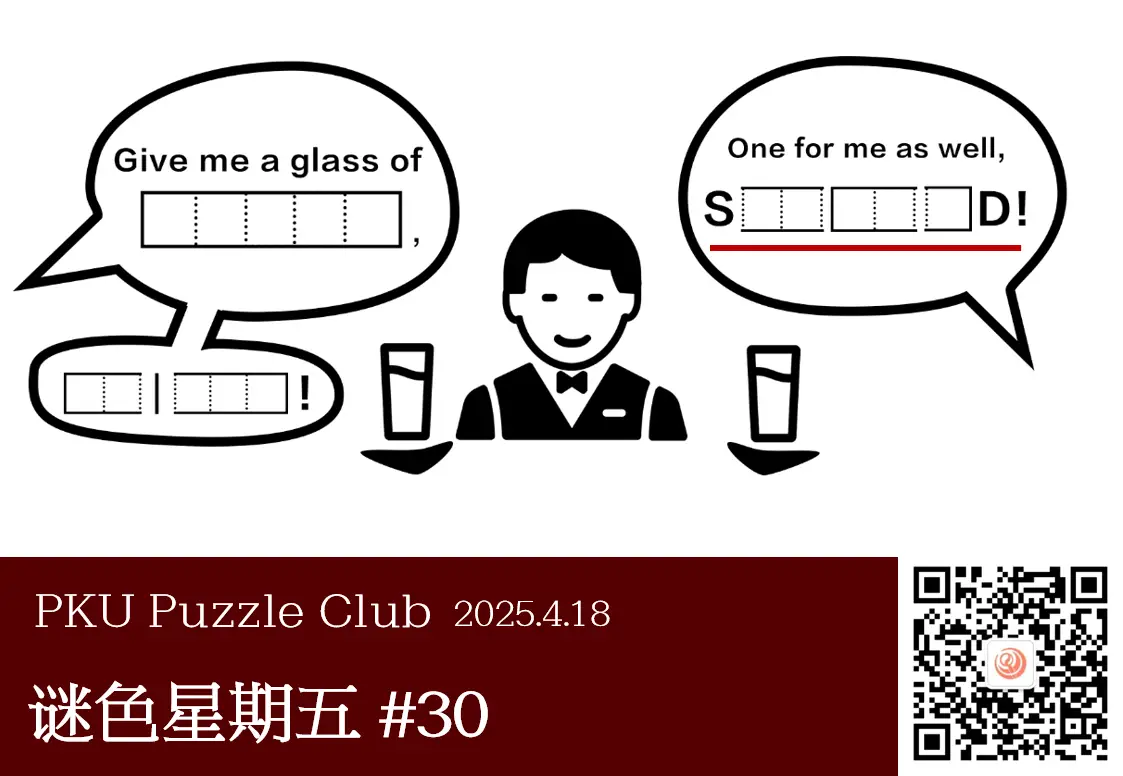 Give me a glass of
,
| !
One for me as well,
S D!
PKU Puzzle Club 2025.4.18
谜色星期五 #30